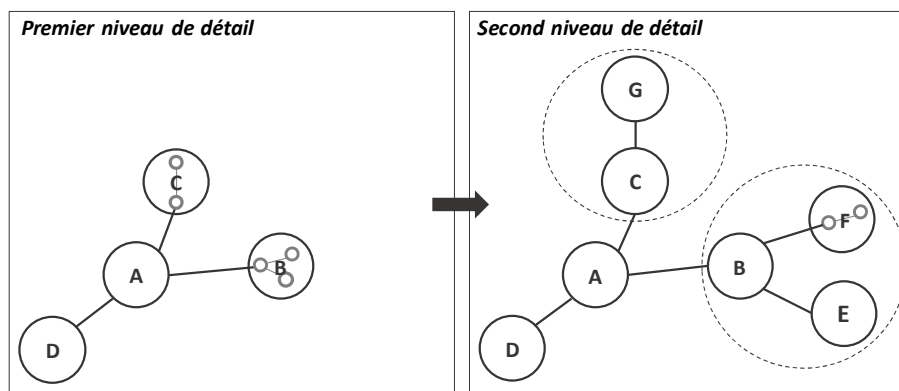 Premier niveau de détail
C
A
B
D
Second niveau de détail
G
C
F
A
B
E
D